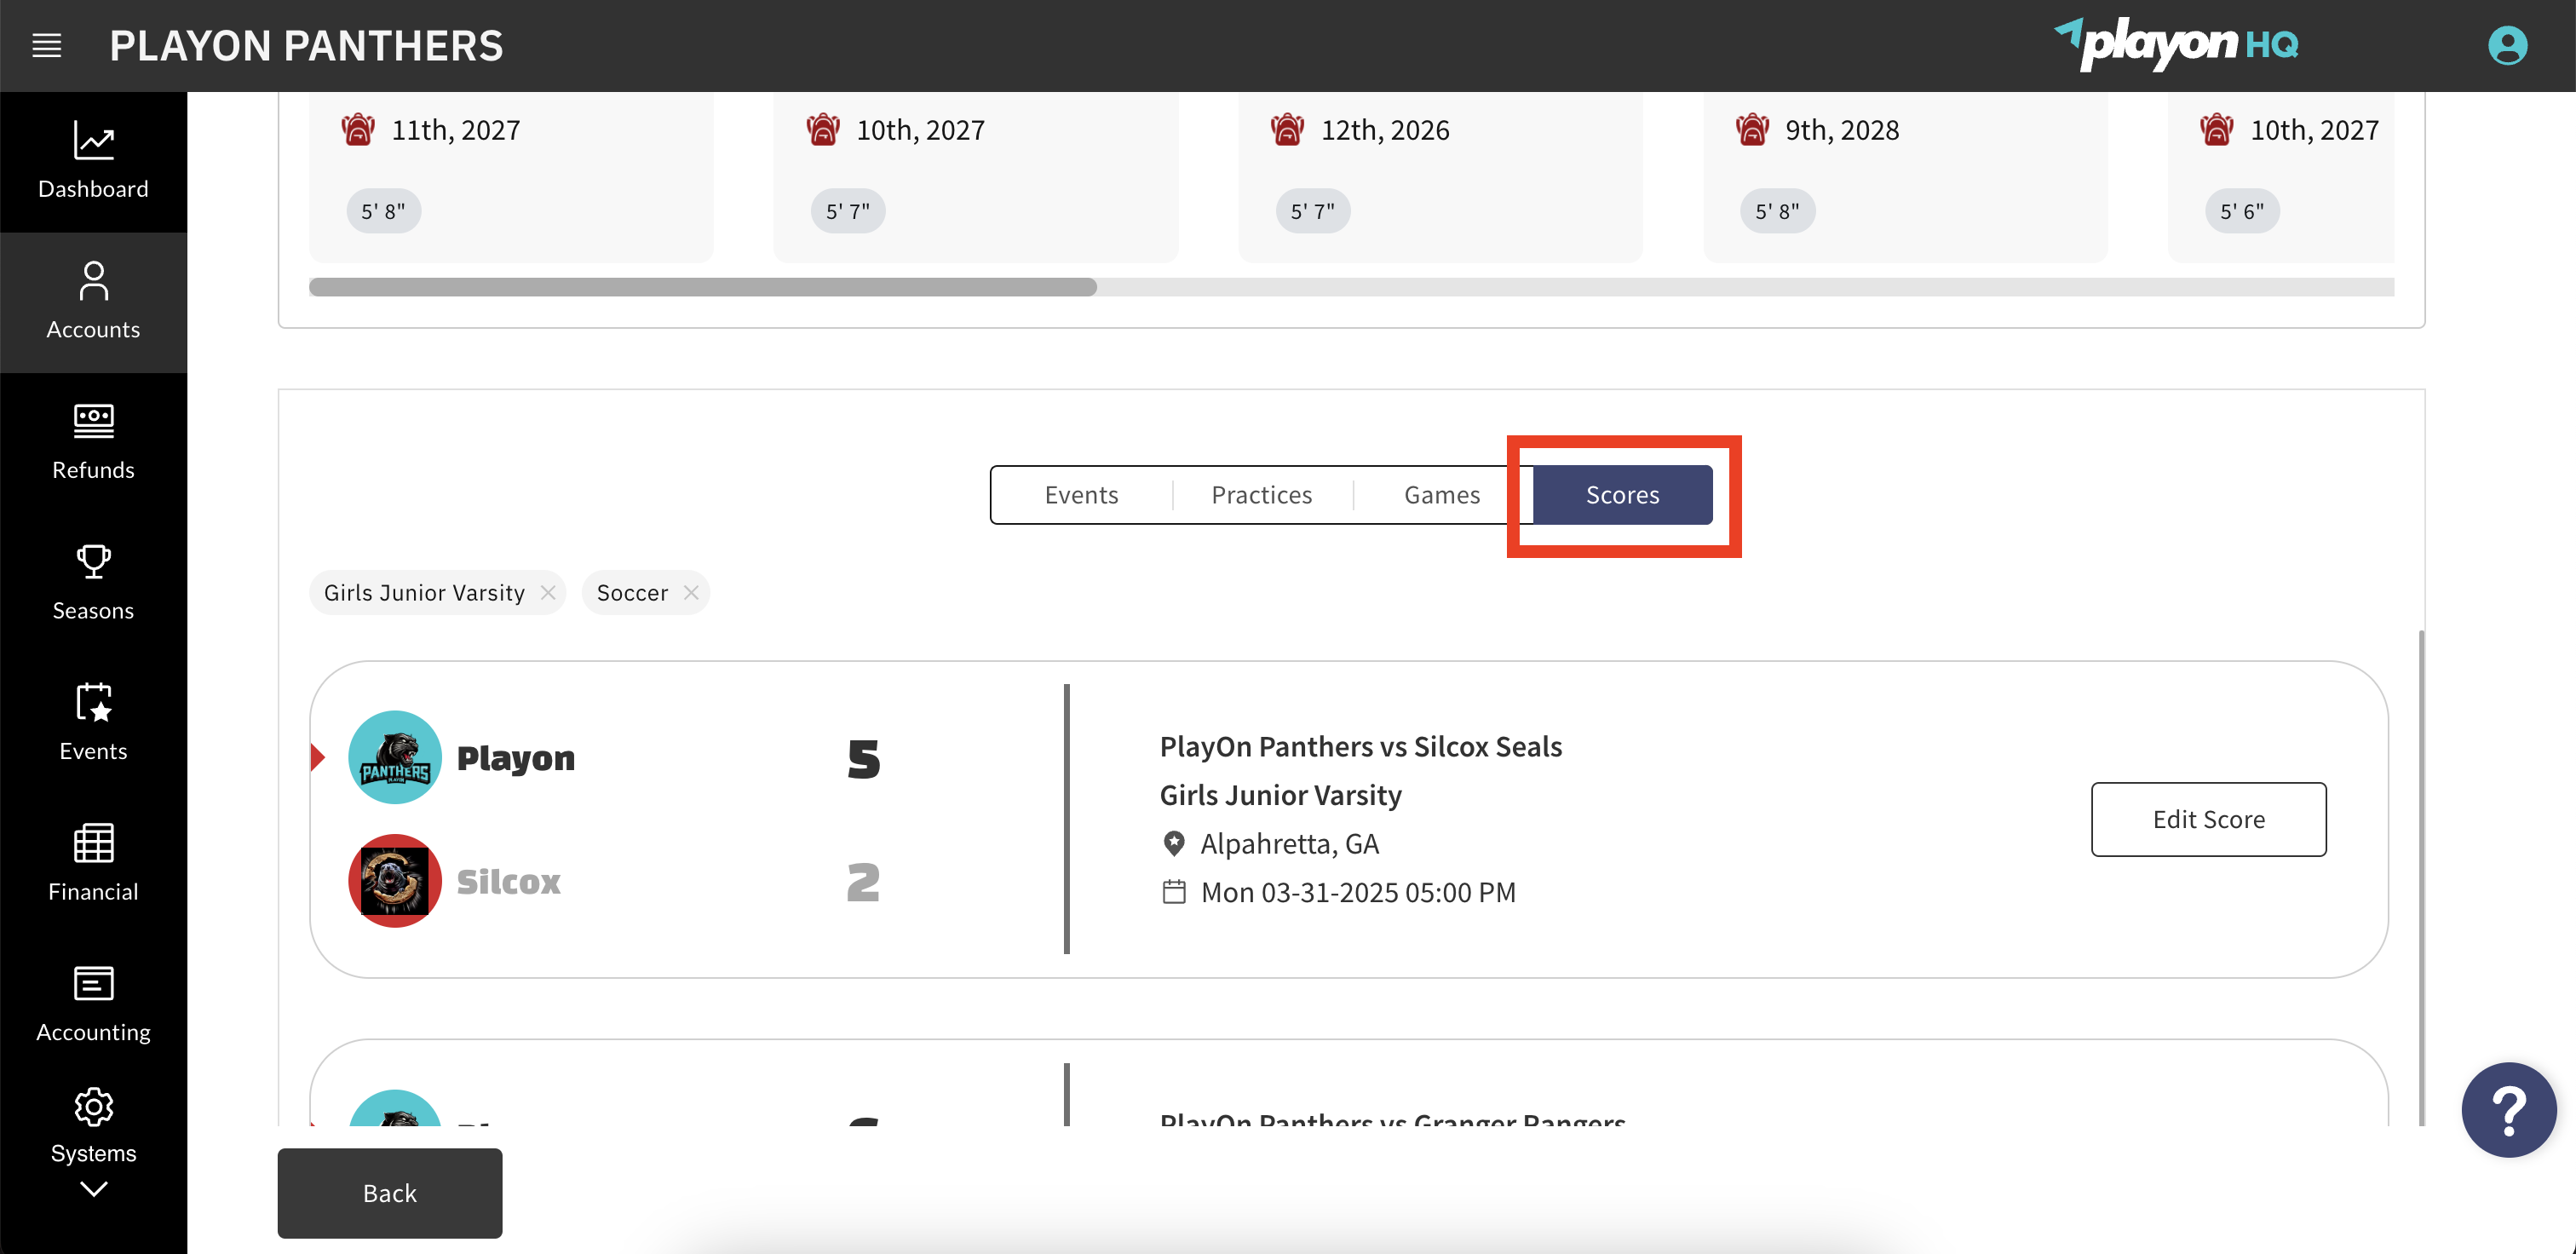 PLAYON PANTHERS
playon HQ
Dashboard
Accounts
Refunds
Seasons
Events
Financial
Accounting
Systems
11th, 2027
10th, 2027
12th, 2026
9th, 2028
10th, 2027
5' 8"
5' 7"
5' 7"
5' 8"
5' 6"
Events
Practices
Games
Scores
Girls Junior Varsity
Soccer
PANTHERS
PLAYON
Playon
5
Silcox
2
PlayOn Panthers vs Silcox Seals
Girls Junior Varsity
Alpahretta, GA
Mon 03-31-2025 05:00 PM
Edit Score
PlayOn Panthers vs Granger Rangers
Back
?